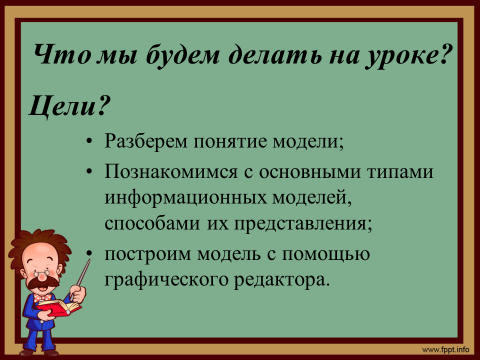 Что мы будем делать на уроке?
Цели?
• Разберем понятие модели;
• Познакомимся с основными типами
информационных моделей,
способами их представления;
• построим модель с помощью
графического редактора.
www.fppt.info